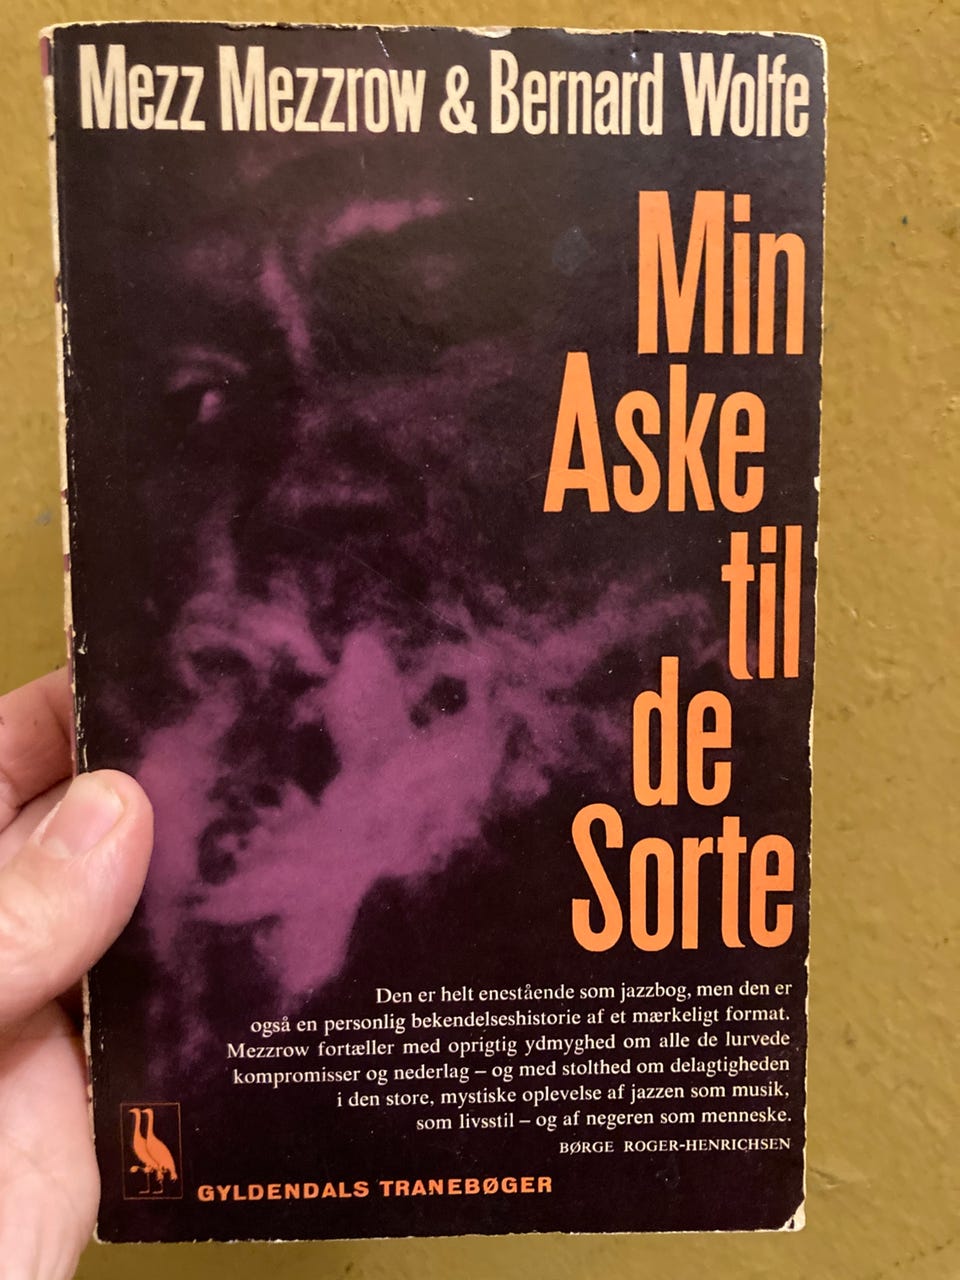 Mezz Mezzrow & Bernard Wolfe
Min
Aske
til
de
Sorte
Den er helt enestående som jazzbog, men den er
også en personlig bekendelseshistorie af et mærkeligt format.
Mezzrow fortæller med oprigtig ydmyghed om alle de lurvede
kompromisser og nederlag – og med stolthed om delagtigheden
i den store, mystiske oplevelse af jazzen som musik,
som livsstil – og af negeren som menneske.
BØRGE ROGER-HENRICHSEN
GYLDENDALS TRANEBØGER